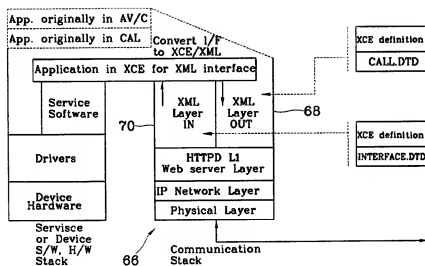 App. originally in AV/C
App. originally in CAL
Convert I/F
to XCE/XML
Application in XCE for XML interface
Service
Software
Drivers
Device
Hardware
Servisce
or Device
S/W, H/W
Stack
70
XML
Layer
IN
XML
Layer
OUT
68
HTTPD L1
Web server Layer
IP Network Layer
Physical Layer
66
Communication
Stack
XCE definition
CALL.DTD
XCE definition
INTERFACE.DTD